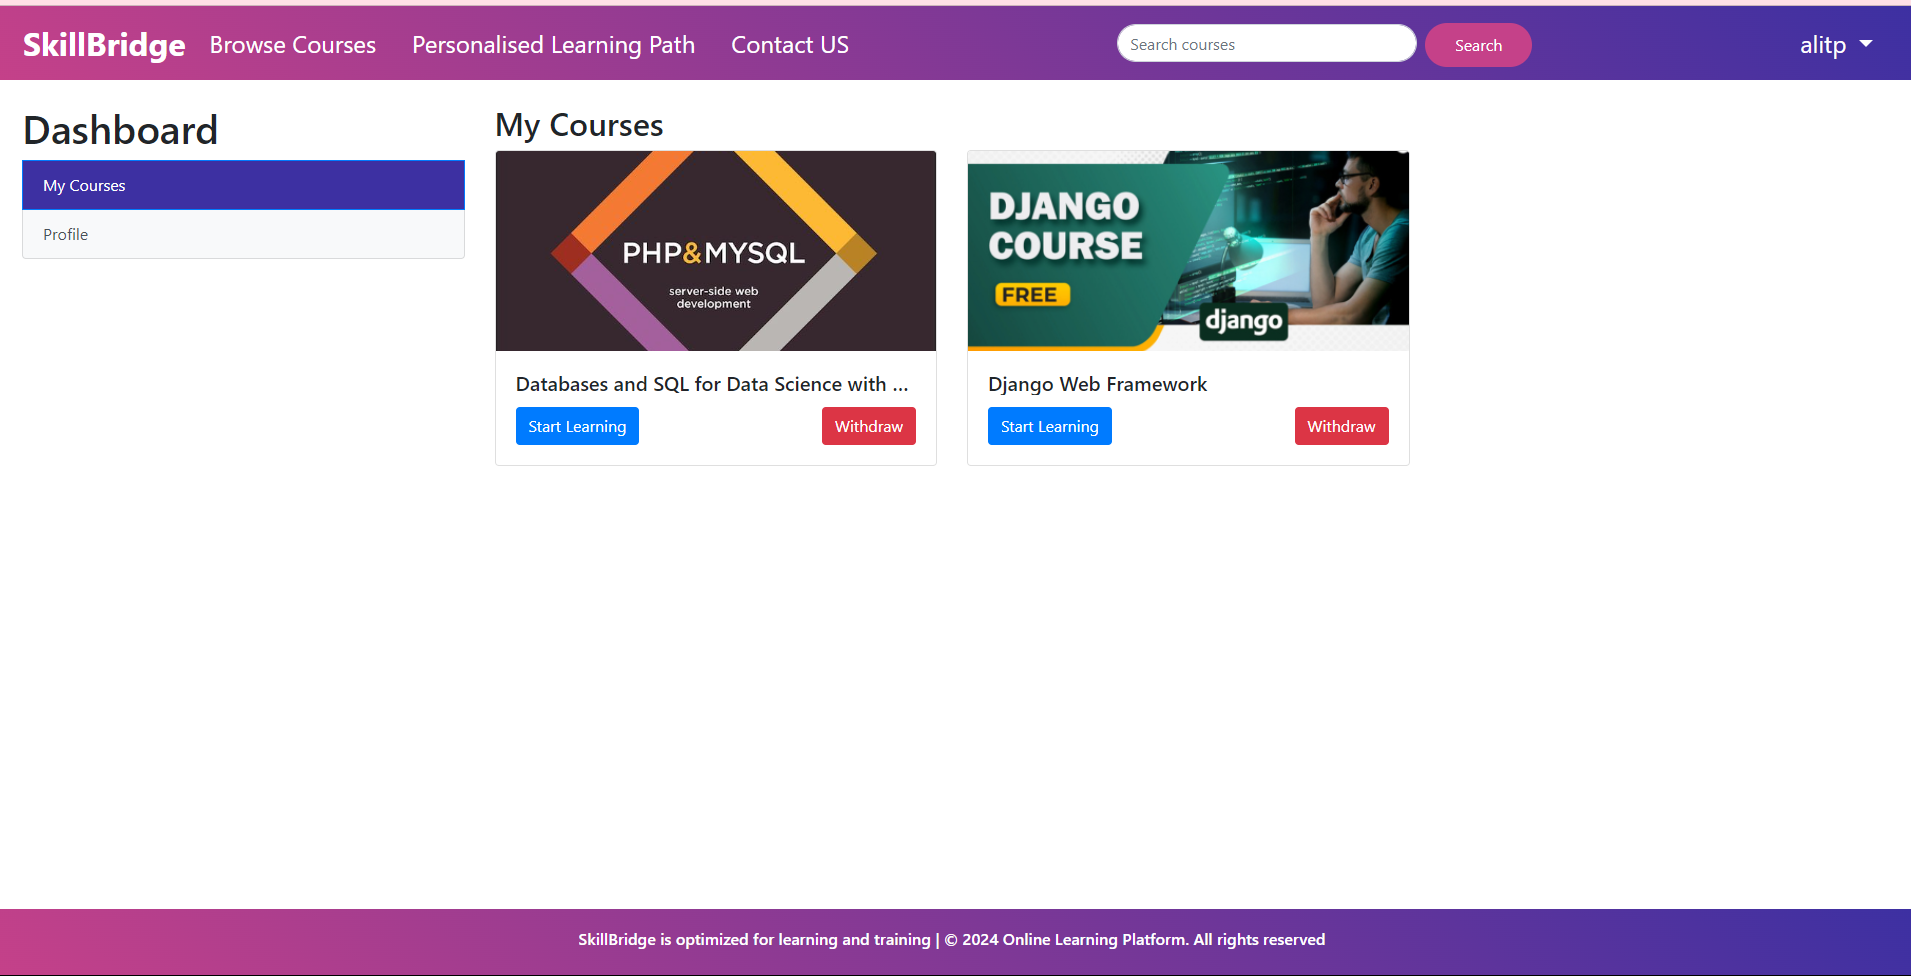 SkillBridge Browse Courses Personalised Learning Path Contact US Search courses Search alitp
Dashboard
My Courses
Profile
My Courses
PHP&MYSQL
server-side web
development
Databases and SQL for Data Science with ...
Start Learning Withdraw
DJANGO
COURSE
FREE
django
Django Web Framework
Start Learning Withdraw
SkillBridge is optimized for learning and training | © 2024 Online Learning Platform. All rights reserved